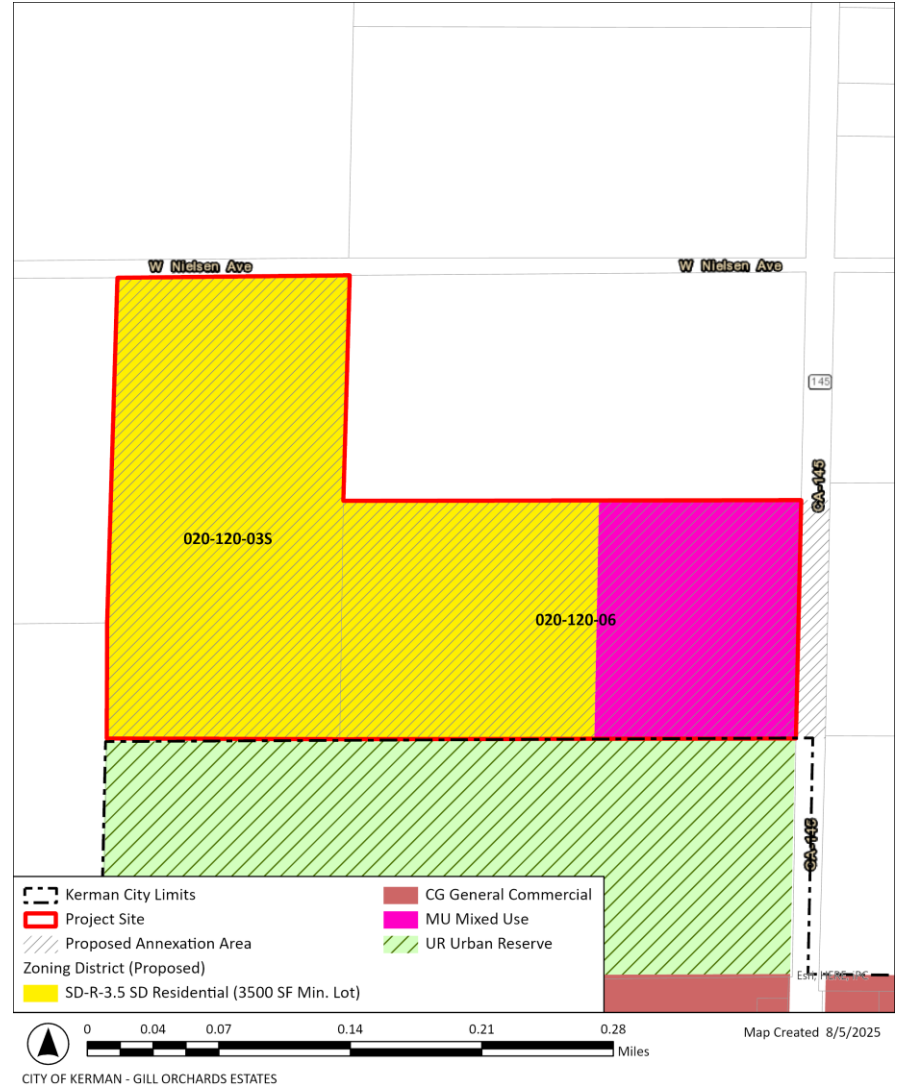 W Nielsen Ave
W Nielsen Ave
145
CA-145
020-120-03S
020-120-06
CA-145
Kerman City Limits
Project Site
Proposed Annexation Area
Zoning District (Proposed)
SD-R-3.5 SD Residential (3500 SF Min. Lot)
CG General Commercial
MU Mixed Use
UR Urban Reserve
Esri, HERE,
0 0.04 0.07 0.14 0.21 0.28
Miles
Map Created 8/5/2025
CITY OF KERMAN - GILL ORCHARDS ESTATES